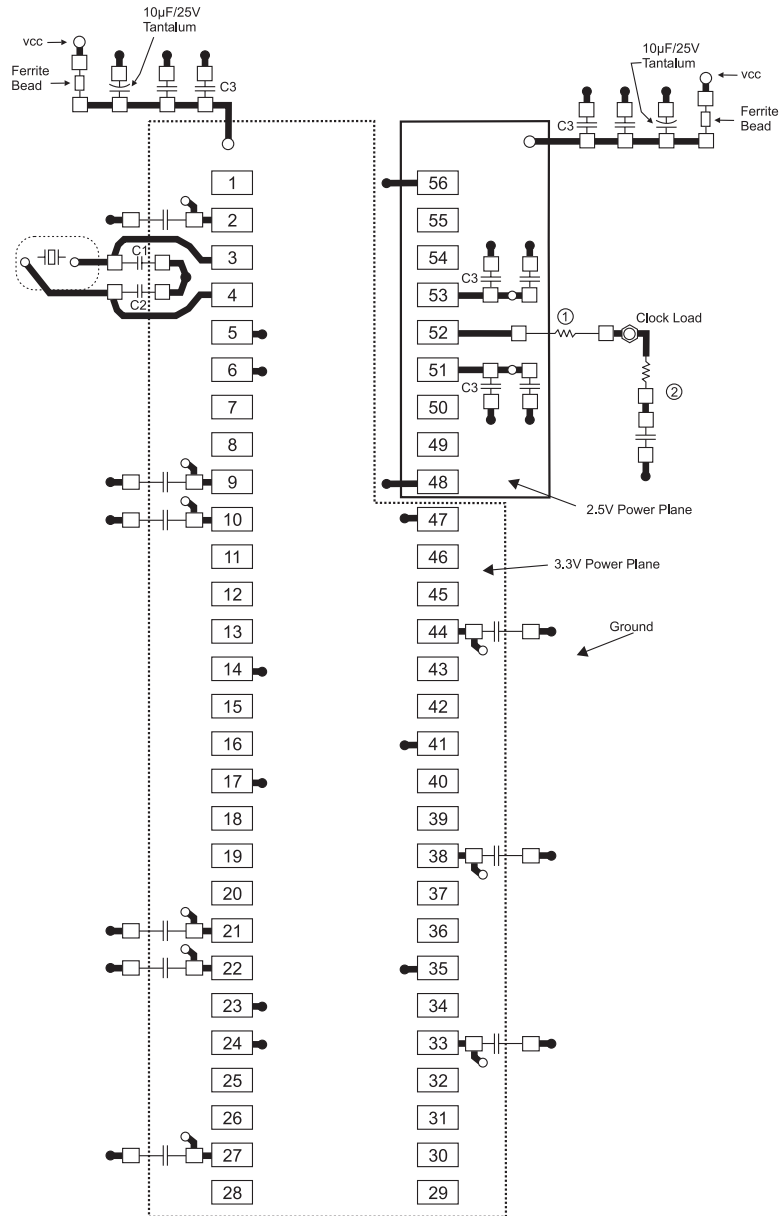 10µF/25V
Tantalum
vcc
Ferrite
Bead
C3
10µF/25V
Tantalum
vcc
Ferrite
Bead
C3
1
56
2
55
3
54
C1
C3
4
53
C2
5
52
1
Clock Load
6
51
C3
2
7
50
8
49
9
48
2.5V Power Plane
10
47
11
46
3.3V Power Plane
12
45
13
44
Ground
14
43
15
42
16
41
17
40
18
39
19
38
20
37
21
36
22
35
23
34
24
33
25
32
26
31
27
30
28
29